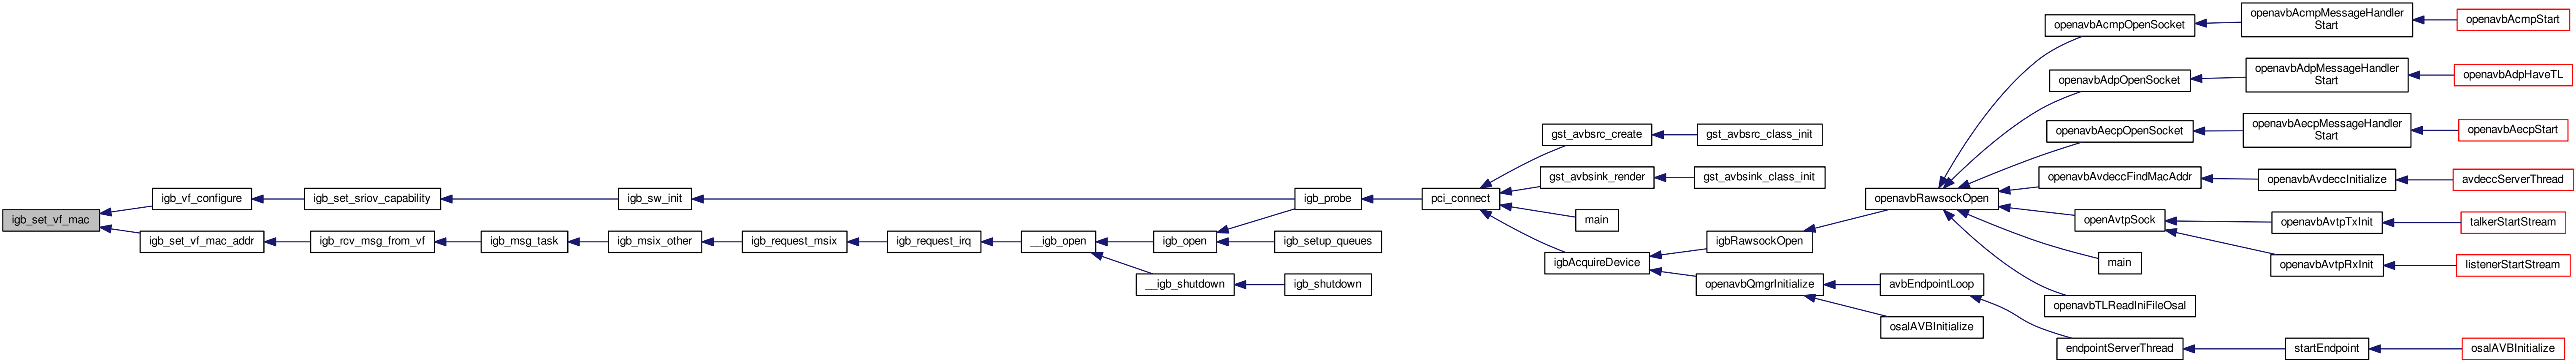 igb_set_vf_mac
igb_vf_configure
igb_set_sriov_capability
igb_sw_init
igb_set_vf_mac_addr
igb_rcv_msg_from_vf
igb_msg_task
igb_msix_other
igb_request_msix
igb_request_irq
__igb_open
igb_open
igb_setup_queues
__igb_shutdown
igb_shutdown
igb_probe
pci_connect
gst_avbsrc_create
gst_avbsrc_class_init
gst_avbsink_render
gst_avbsink_class_init
main
igbAcquireDevice
igbRawsockOpen
openavbQmgrInitialize
avbEndpointLoop
osalAVBInitialize
openavbRawsockOpen
openavbAcmpOpenSocket
openavbAcmpMessageHandler
Start
openavbAcmpStart
openavbAdpOpenSocket
openavbAdpMessageHandler
Start
openavbAdpHaveTL
openavbAecpOpenSocket
openavbAecpMessageHandler
Start
openavbAecpStart
openavbAvdeccFindMacAddr
openavbAvdeccInitialize
avdeccServerThread
openAvtpSock
openavbAvtpTxInit
talkerStartStream
openavbAvtpRxInit
listenerStartStream
main
openavbTLReadIniFileOsal
endpointServerThread
startEndpoint
osalAVBInitialize